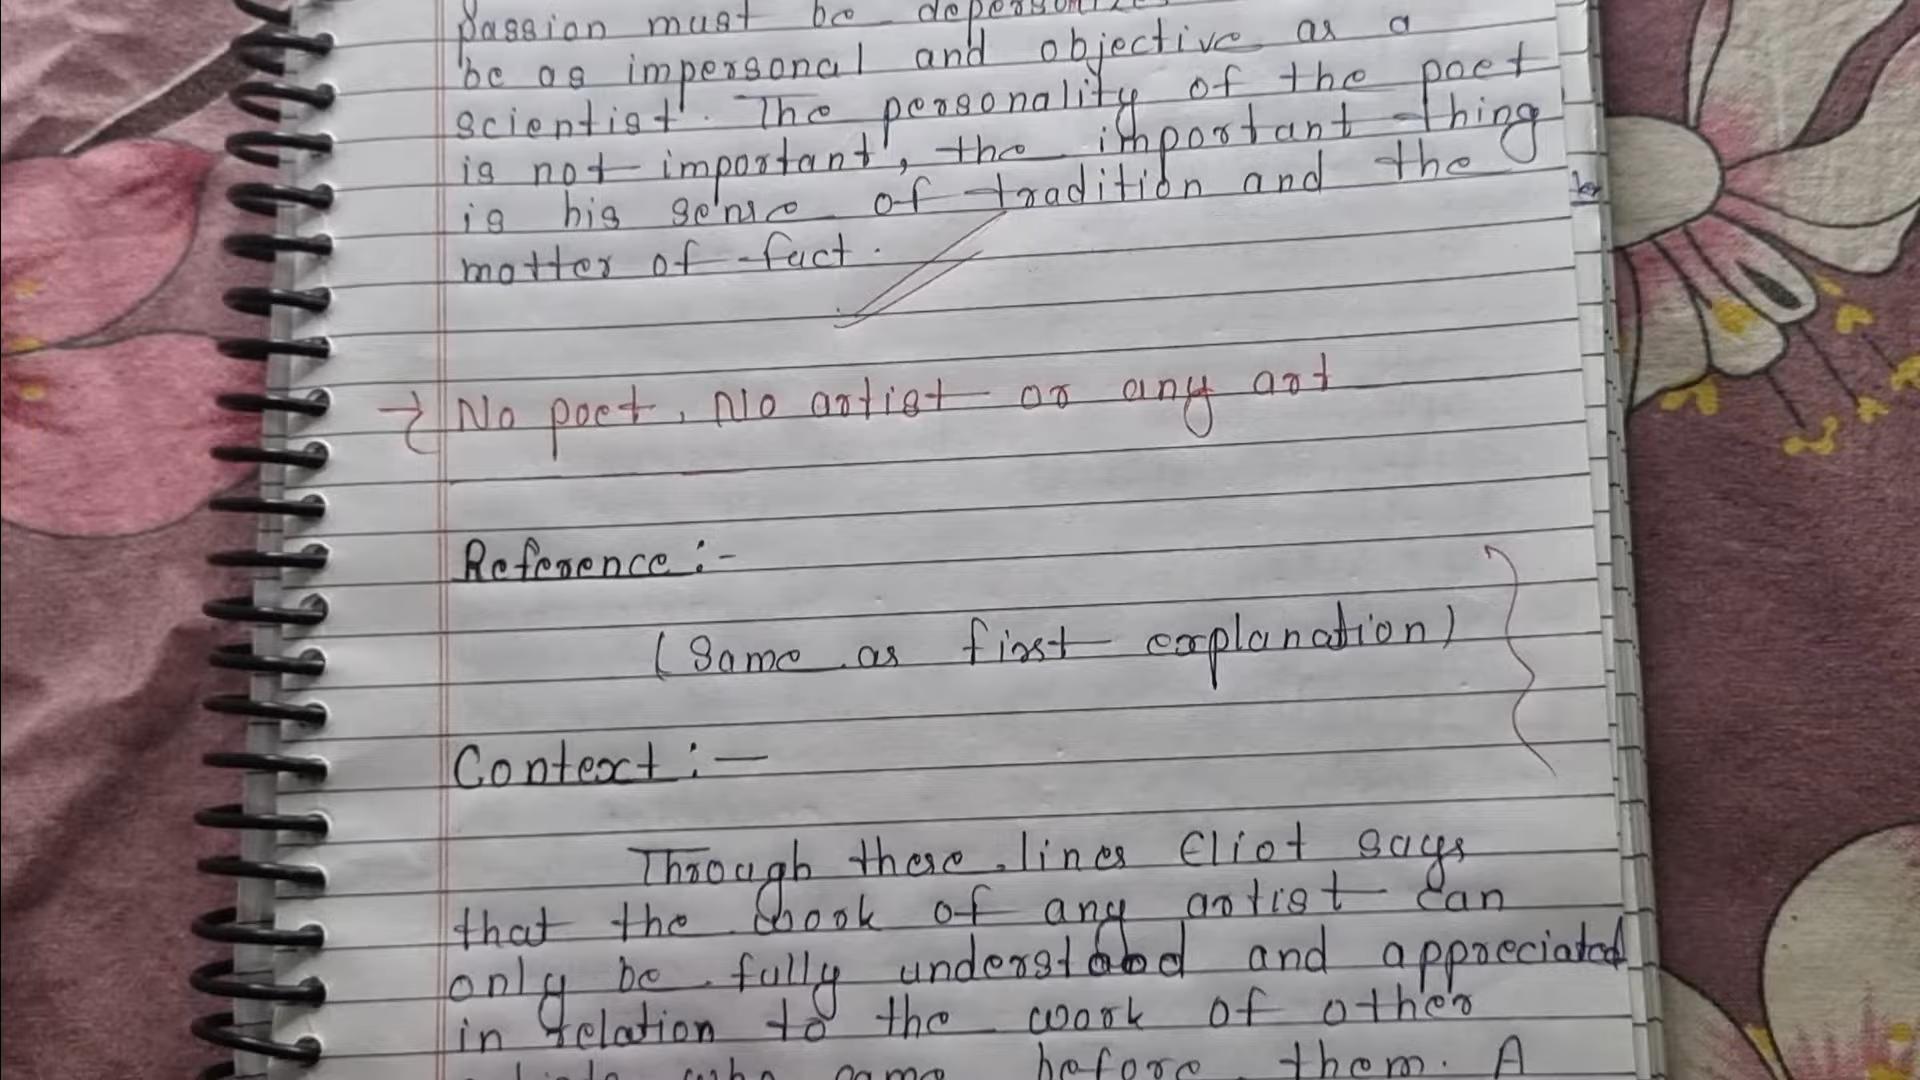 Passion must be depersonalize
be as impersonal and objective as a
scientist. The personality of the poet
is not important, the important thing
is his sense of tradition and the
matter of fact.
→ No poet, No artist or any art
Reference :-
(Same as first explanation)
Context :-
Through these lines Eliot says
that the work of any artist can
only be fully understood and appreciated
in relation to the work of other
who came before them. A